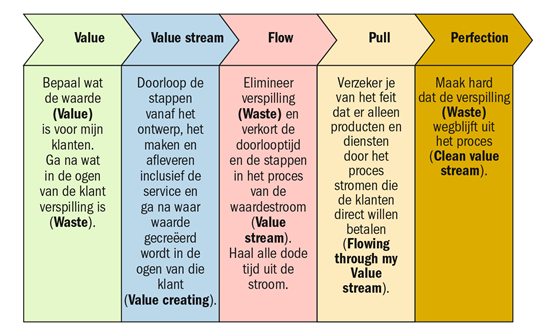 Value
Bepaal wat
de waarde
(Value)
is voor mijn
klanten.
Ga na wat
in de ogen
van de klant
verspilling is
(Waste).
Value stream
Doorloop de
stappen
vanaf het
ontwerp, het
maken en
afleveren
inclusief de
service en
ga na waar
waarde
gecreëerd
wordt in de
ogen van die
klant
(Value creating).
Flow
Elimineer
verspilling
(Waste) en
verkort de
doorlooptijd
en de stappen
in het proces
van de
waardestroom
(Value
stream).
Haal alle dode
tijd uit de
stroom.
Pull
Verzeker je
van het feit
dat er alleen
producten en
diensten
door het
proces
stromen die
de klanten
direct willen
betalen
(Flowing
through my
Value
stream).
Perfection
Maak hard
dat de verspilling
(Waste)
wegblijft uit
het proces
(Clean value
stream).